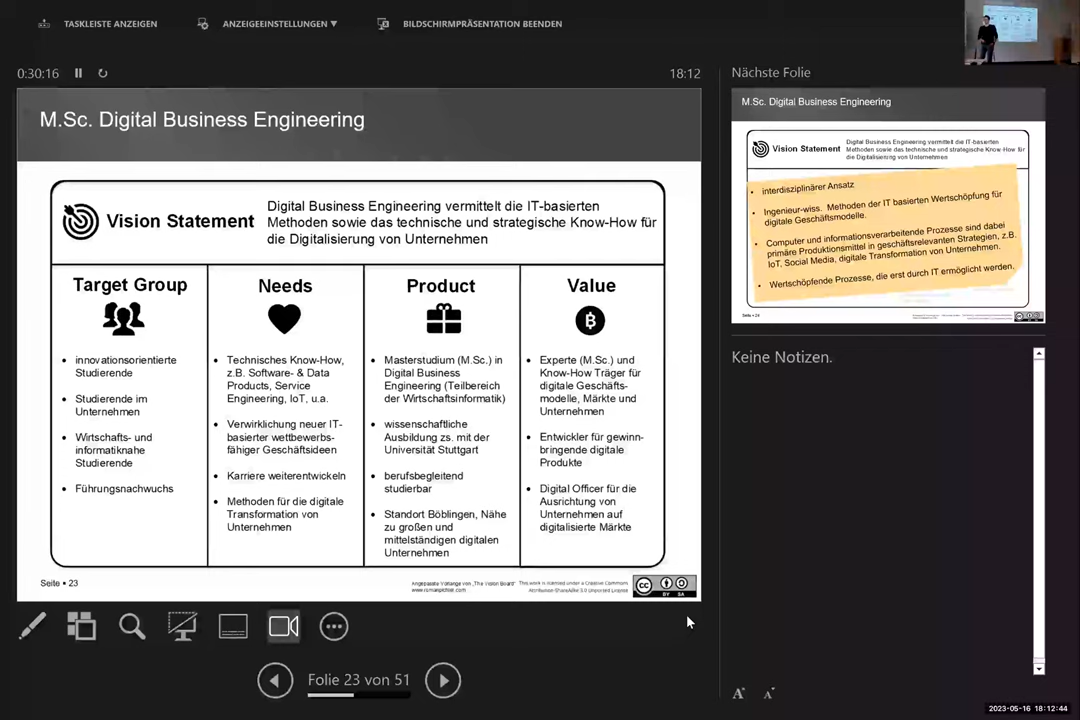 TASKLEISTE ANZEIGEN
ANZEIGEEINSTELLUNGEN ▼
BILDSCHIRMPRÄSENTATION BEENDEN
0:30:16
18:12
M.Sc. Digital Business Engineering
Vision Statement
Digital Business Engineering vermittelt die IT-basierten
Methoden sowie das technische und strategische Know-How für
die Digitalisierung von Unternehmen
Target Group
• innovationsorientierte
Studierende
• Studierende im
Unternehmen
• Wirtschafts- und
informatiknahe
Studierende
• Führungsnachwuchs
Needs
• Technisches Know-How,
z.B. Software- & Data
Products, Service
Engineering, IoT, u.a.
• Verwirklichung neuer IT-
basierter wettbewerbs-
fähiger Geschäftsideen
• Karriere weiterentwickeln
• Methoden für die digitale
Transformation von
Unternehmen
Product
• Masterstudium (M.Sc.) in
Digital Business
Engineering (Teilbereich
der Wirtschaftsinformatik)
• wissenschaftliche
Ausbildung zs. mit der
Universität Stuttgart
• berufsbegleitend
studierbar
• Standort Böblingen, Nähe
zu großen und
mittelständigen digitalen
Unternehmen
Value
• Experte (M.Sc.) und
Know-How Träger für
digitale Geschäfts-
modelle, Märkte und
Unternehmen
• Entwickler für gewinn-
bringende digitale
Produkte
• Digital Officer für die
Ausrichtung von
Unternehmen auf
digitalisierte Märkte
Seite ▪ 23
Angepasste Vorlange von „The Vision Board“
www.romanpichler.com
This work is licensed under a Creative Commons
Attribution-ShareAlike 3.0 Unported License
CC BY SA
Folie 23 von 51
Nächste Folie
M.Sc. Digital Business Engineering
Vision Statement
Digital Business Engineering vermittelt die IT-basierten
Methoden sowie das technische und strategische Know-How für
die Digitalisierung von Unternehmen
• interdisziplinärer Ansatz
• Ingenieur-wiss. Methoden der IT basierten Wertschöpfung für
digitale Geschäftsmodelle.
• Computer und informationsverarbeitende Prozesse sind dabei
primäre Produktionsmittel in geschäftsrelevanten Strategien, z.B.
IoT, Social Media, digitale Transformation von Unternehmen.
• Wertschöpfende Prozesse, die erst durch IT ermöglicht werden,
Seite ▪ 24
Keine Notizen.
A A
2023-05-16 18:12:44